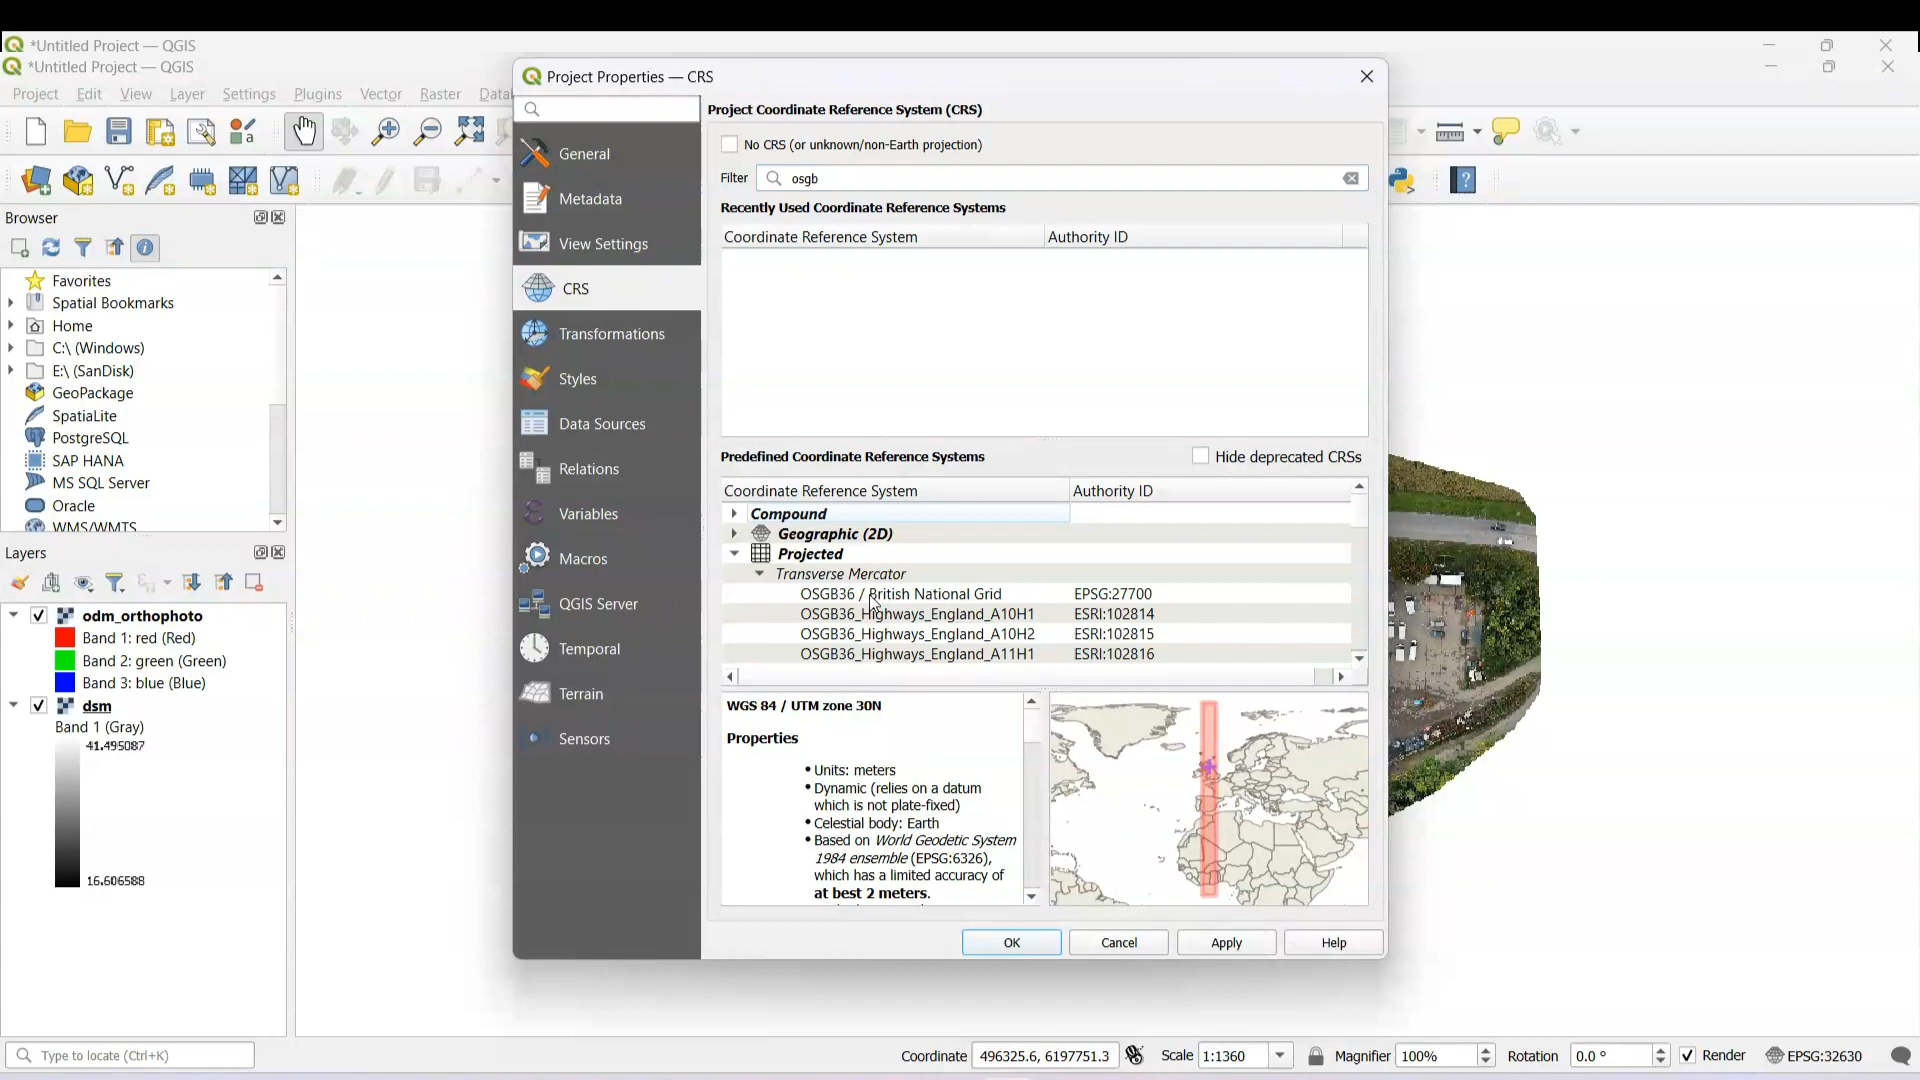 *Untitled Project — QGIS
*Untitled Project — QGIS
Project Edit View Layer Settings Plugins Vector Raster
Browser
Favorites
Spatial Bookmarks
Home
C:\ (Windows)
E:\ (SanDisk)
GeoPackage
SpatiaLite
PostgreSQL
SAP HANA
MS SQL Server
Oracle
WMS/WMTS
Layers
odm_orthophoto
Band 1: red (Red)
Band 2: green (Green)
Band 3: blue (Blue)
dsm
Band 1 (Gray)
41.495087
16.606588
Type to locate (Ctrl+K)
Project Properties — CRS
General
Metadata
View Settings
CRS
Transformations
Styles
Data Sources
Relations
Variables
Macros
QGIS Server
Temporal
Terrain
Sensors
Project Coordinate Reference System (CRS)
No CRS (or unknown/non-Earth projection)
Filter osgb
Recently Used Coordinate Reference Systems
Coordinate Reference System Authority ID
Predefined Coordinate Reference Systems Hide deprecated CRSs
Coordinate Reference System Authority ID
Compound
Geographic (2D)
Projected
Transverse Mercator
OSGB36 / British National Grid EPSG:27700
OSGB36_Highways_England_A10H1 ESRI:102814
OSGB36_Highways_England_A10H2 ESRI:102815
OSGB36_Highways_England_A11H1 ESRI:102816
WGS 84 / UTM zone 30N
Properties
• Units: meters
• Dynamic (relies on a datum
which is not plate-fixed)
• Celestial body: Earth
• Based on World Geodetic System
1984 ensemble (EPSG:6326),
which has a limited accuracy of
at best 2 meters.
OK Cancel Apply Help
Coordinate 496325.6, 6197751.3 Scale 1:1360 Magnifier 100% Rotation 0.0 ° Render EPSG:32630